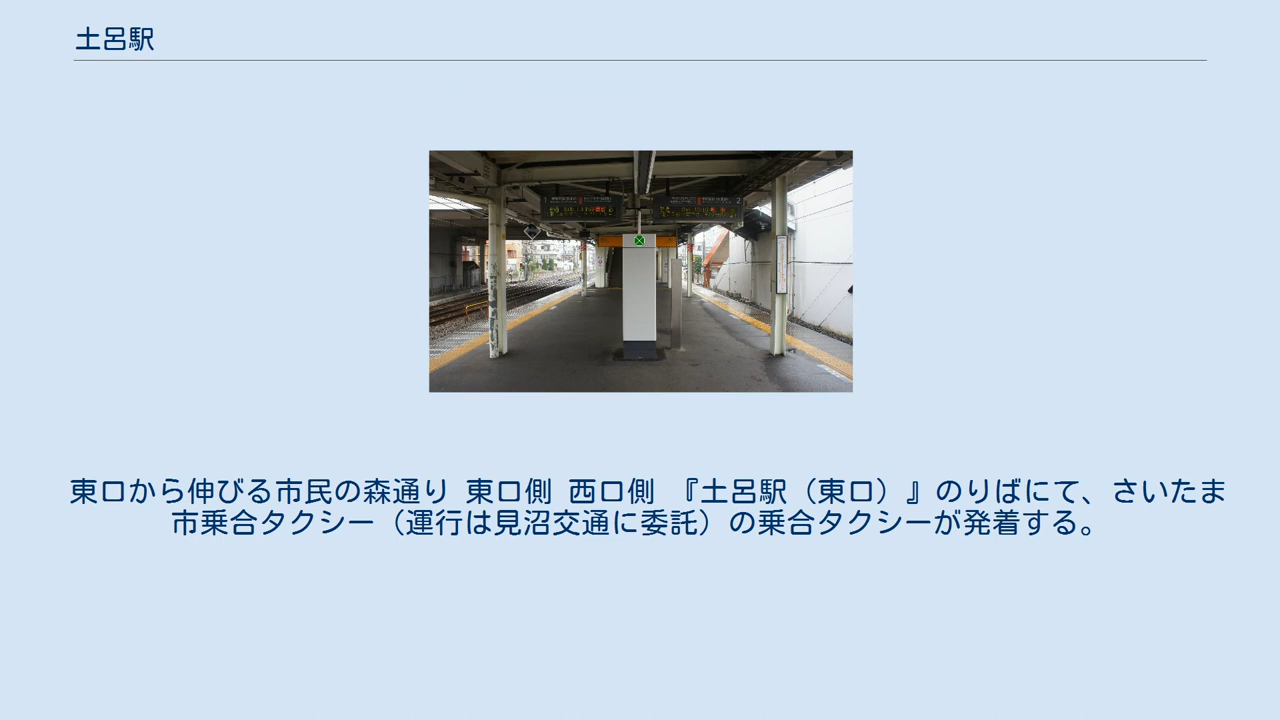 土呂駅
1
2
東口から伸びる市民の森通り 東口側 西口側 『土呂駅（東口）』のりばにて、さいたま
市乗合タクシー（運行は見沼交通に委託）の乗合タクシーが発着する。